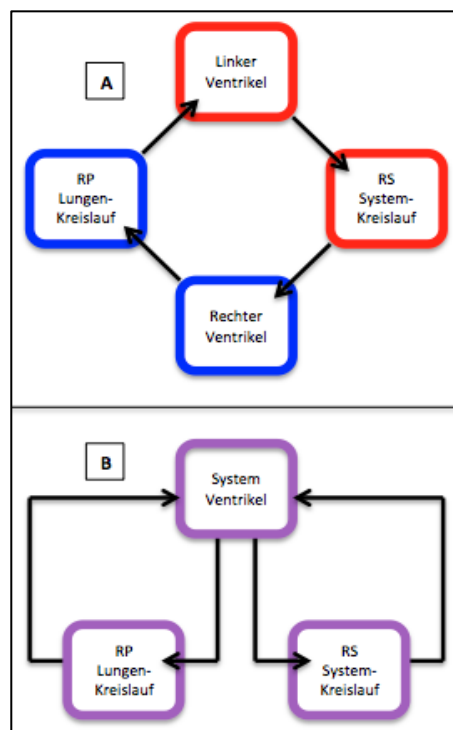 A
Linker
Ventrikel
RP
Lungen-
Kreislauf
RS
System-
Kreislauf
Rechter
Ventrikel
B
System
Ventrikel
RP
Lungen-
Kreislauf
RS
System-
Kreislauf